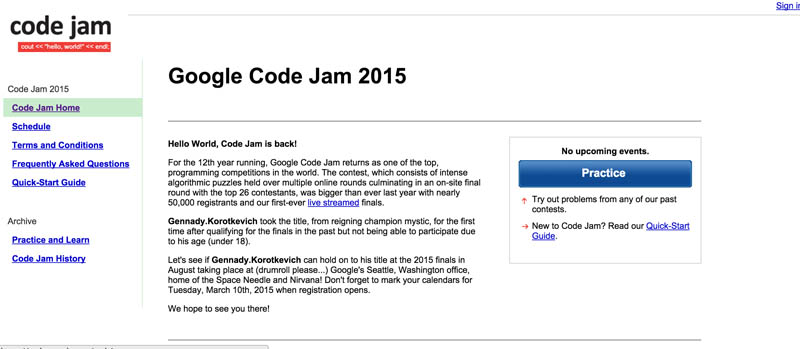 Sign in
code jam
cout << "hello, world!" << endl;
Google Code Jam 2015
Code Jam 2015
Code Jam Home
Schedule
Terms and Conditions
Frequently Asked Questions
Quick-Start Guide
Archive
Practice and Learn
Code Jam History
Hello World, Code Jam is back!
For the 12th year running, Google Code Jam returns as one of the top,
programming competitions in the world. The contest, which consists of intense
algorithmic puzzles held over multiple online rounds culminating in an on-site final
round with the top 26 contestants, was bigger than ever last year with nearly
50,000 registrants and our first-ever live streamed finals.
Gennady.Korotkevich took the title, from reigning champion mystic, for the first
time after qualifying for the finals in the past but not being able to participate due
to his age (under 18).
Let's see if Gennady.Korotkevich can hold on to his title at the 2015 finals in
August taking place at (drumroll please...) Google's Seattle, Washington office,
home of the Space Needle and Nirvana! Don't forget to mark your calendars for
Tuesday, March 10th, 2015 when registration opens.
We hope to see you there!
No upcoming events.
Practice
Try out problems from any of our past
contests.
New to Code Jam? Read our Quick-Start
Guide.